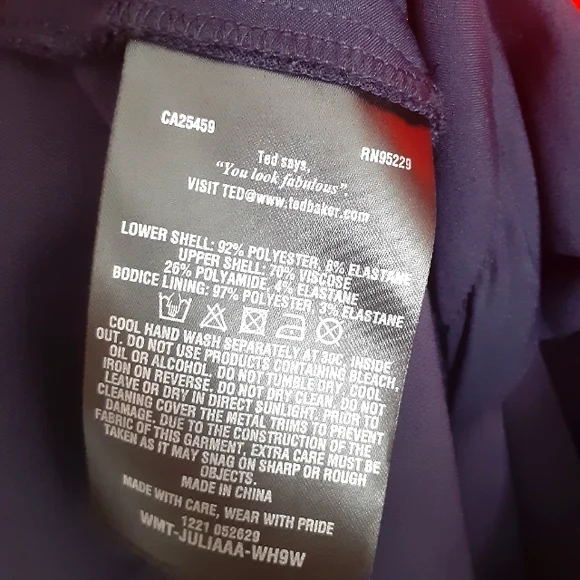 CA25459
RN95229
Ted says,
"You look fabulous".
VISIT TED@www.tedbaker.com
LOWER SHELL: 92% POLYESTER, 8% ELASTANE
UPPER SHELL: 70% VISCOSE
26% POLYAMIDE, 4% ELASTANE
BODICE LINING: 97% POLYESTER, 3% ELASTANE
COOL HAND WASH SEPARATELY AT 30C, INSIDE
OUT. DO NOT USE PRODUCTS CONTAINING BLEACH,
OIL OR ALCOHOL. DO NOT TUMBLE DRY. COOL
IRON ON REVERSE. DO NOT DRY CLEAN. DO NOT
LEAVE OR DRY IN DIRECT SUNLIGHT. PRIOR TO
CLEANING COVER THE METAL TRIMS TO PREVENT
DAMAGE. DUE TO THE CONSTRUCTION OF THE
FABRIC OF THIS GARMENT, EXTRA CARE MUST BE
TAKEN AS IT MAY SNAG ON SHARP OR ROUGH
OBJECTS.
MADE IN CHINA
MADE WITH CARE, WEAR WITH PRIDE
1221 052629
WMT-JULIAAA-WH9W